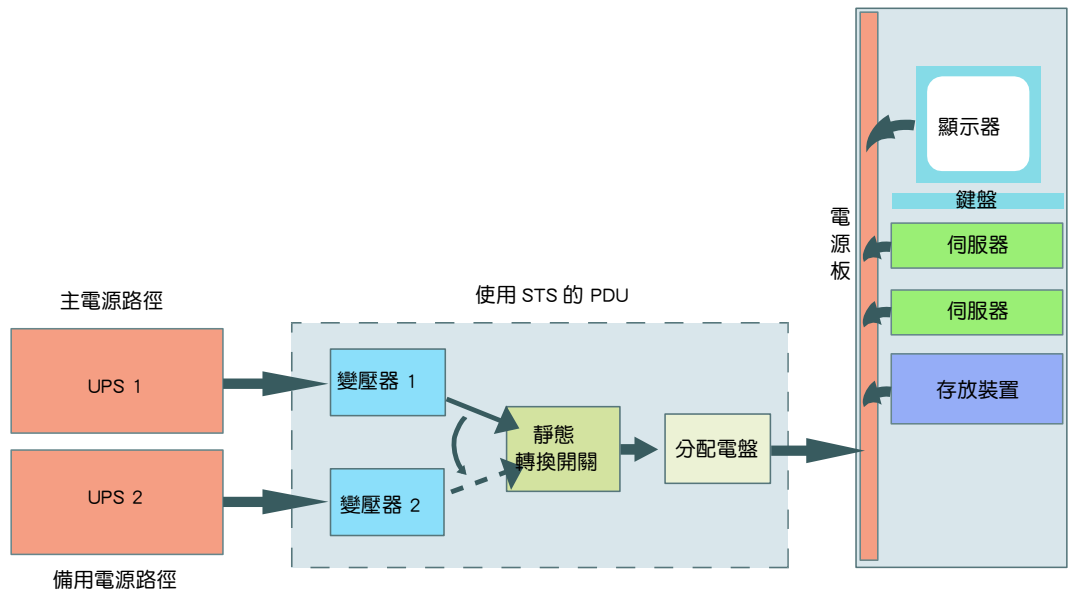 顯示器
鍵盤
電
源
板
伺服器
伺服器
存放裝置
主電源路徑
使用 STS 的 PDU
UPS 1
變壓器 1
靜態
轉換開關
分配電盤
UPS 2
變壓器 2
備用電源路徑